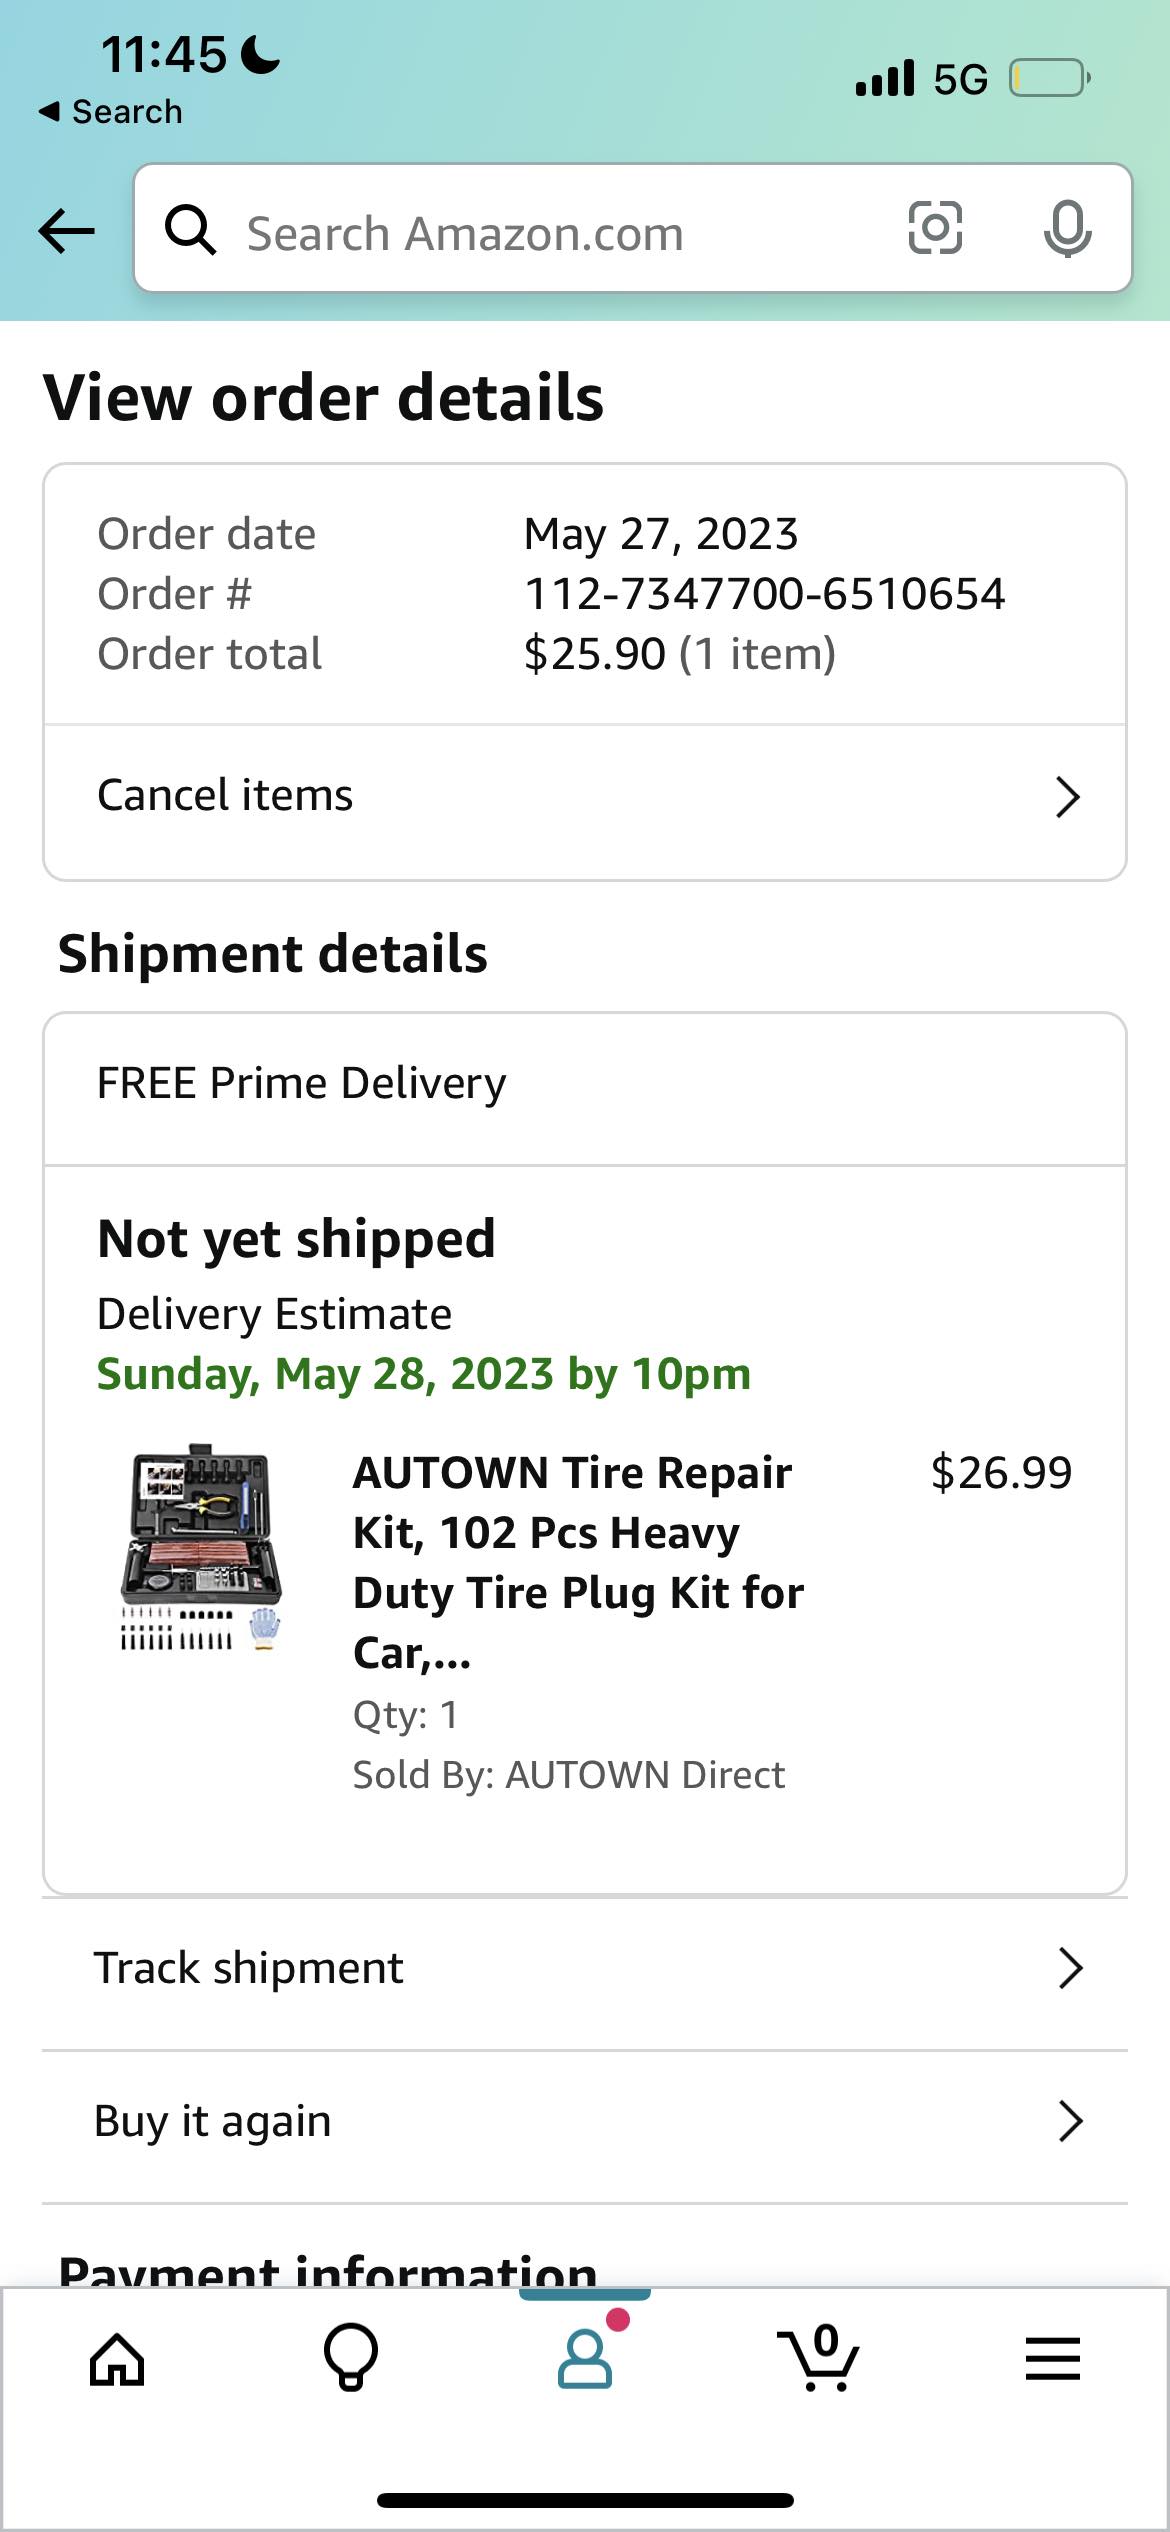 11:45
Search
5G
Search Amazon.com
View order details
Order date May 27, 2023
Order # 112-7347700-6510654
Order total $25.90 (1 item)
Cancel items
Shipment details
FREE Prime Delivery
Not yet shipped
Delivery Estimate
Sunday, May 28, 2023 by 10pm
AUTOWN Tire Repair $26.99
Kit, 102 Pcs Heavy
Duty Tire Plug Kit for
Car,...
Qty: 1
Sold By: AUTOWN Direct
Track shipment
Buy it again
Payment information
0